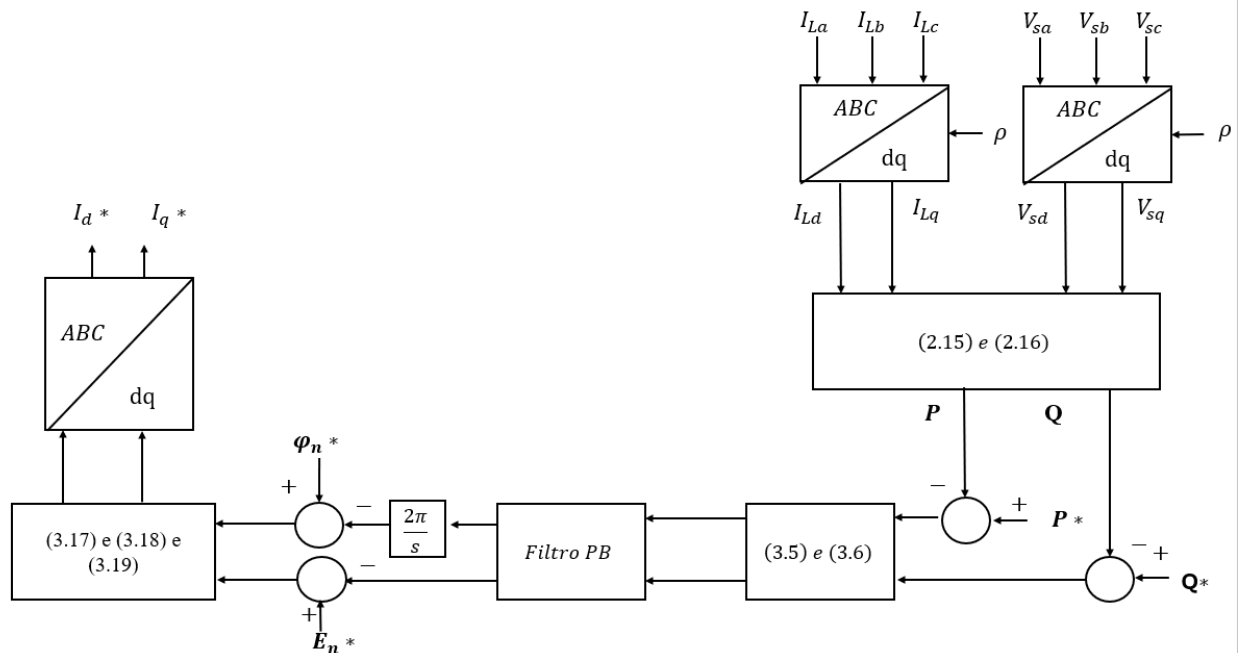 I_La I_Lb I_Lc V_sa V_sb V_sc
ABC ABC
ρ ρ
dq dq
I_Ld I_Lq V_sd V_sq
I_d * I_q *
(2.15) e (2.16)
ABC
dq
P Q
φ_n *
+ − − + P *
2π
s
(3.17) e (3.18) e
(3.19)
Filtro PB
(3.5) e (3.6)
− − +
Q*
+
E_n *